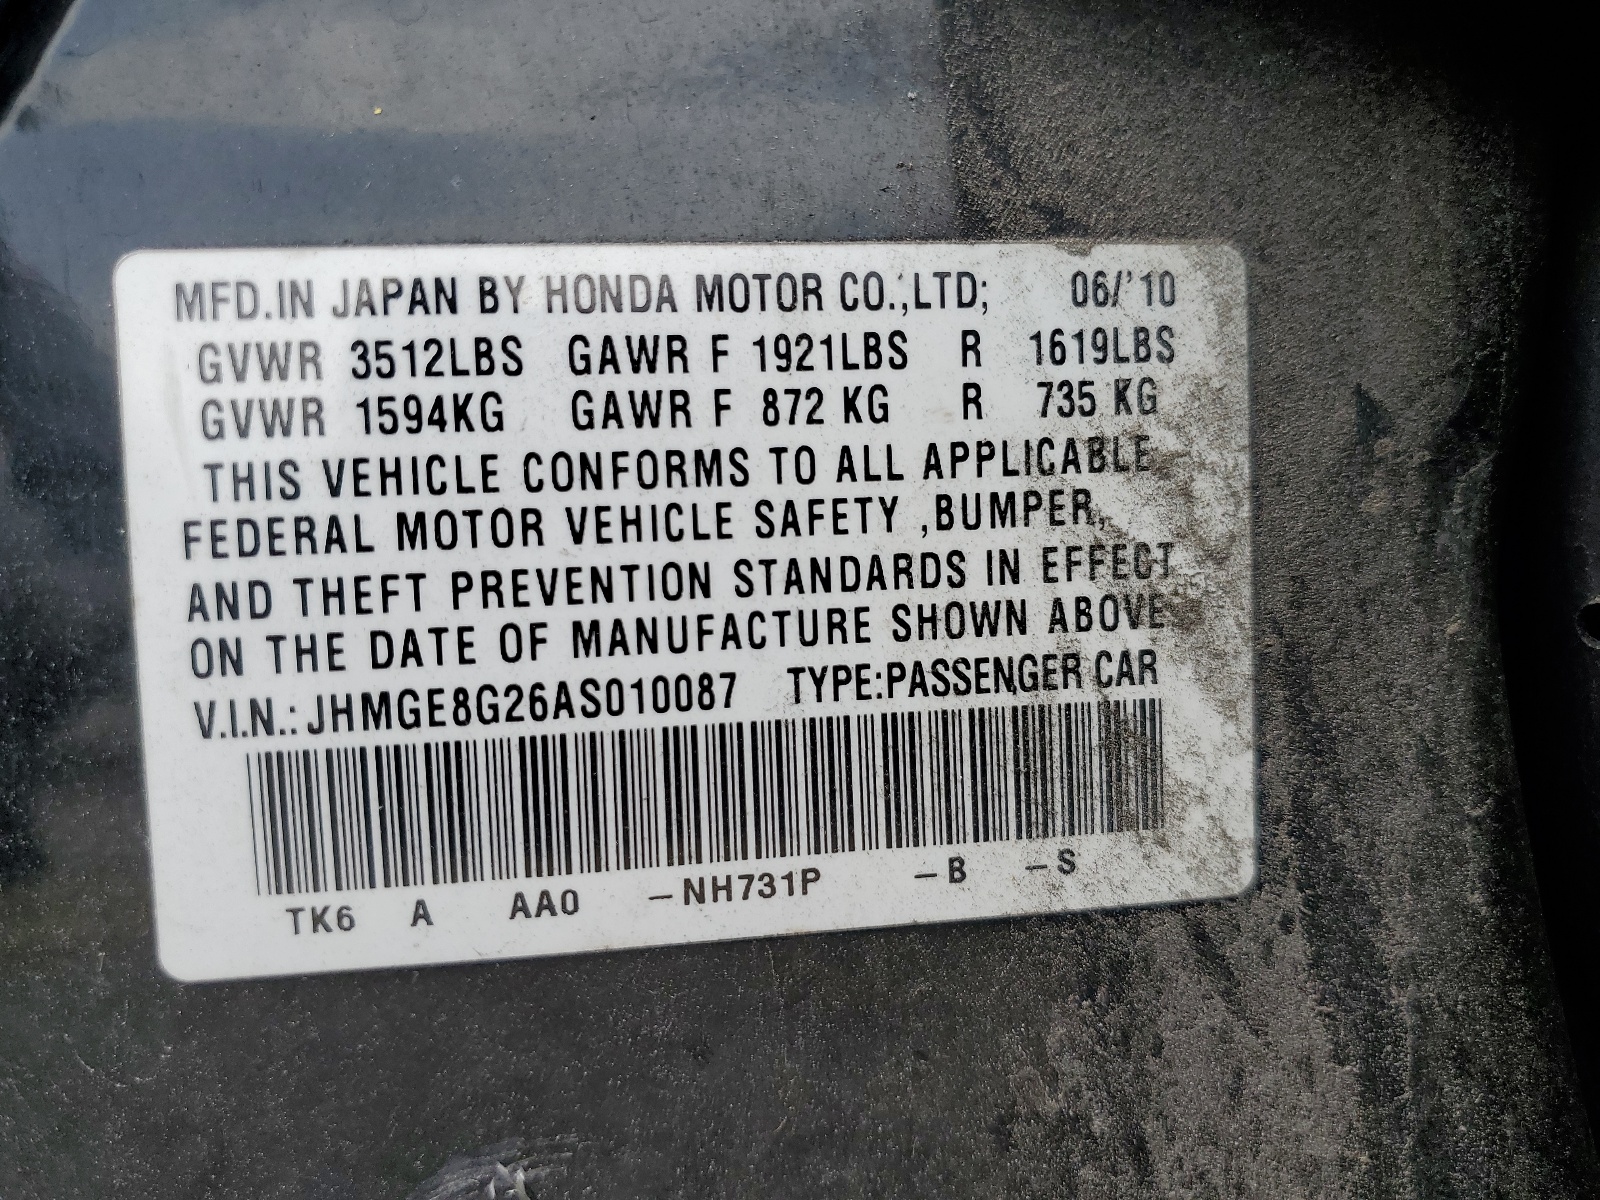 MFD.IN JAPAN BY HONDA MOTOR CO.,LTD; 06/'10
GVWR 3512LBS GAWR F 1921LBS R 1619LBS
GVWR 1594KG GAWR F 872 KG R 735 KG
THIS VEHICLE CONFORMS TO ALL APPLICABLE
FEDERAL MOTOR VEHICLE SAFETY ,BUMPER,
AND THEFT PREVENTION STANDARDS IN EFFECT
ON THE DATE OF MANUFACTURE SHOWN ABOVE
V.I.N.: JHMGE8G26AS010087 TYPE:PASSENGER CAR
TK6 A AA0 –NH731P –B –S